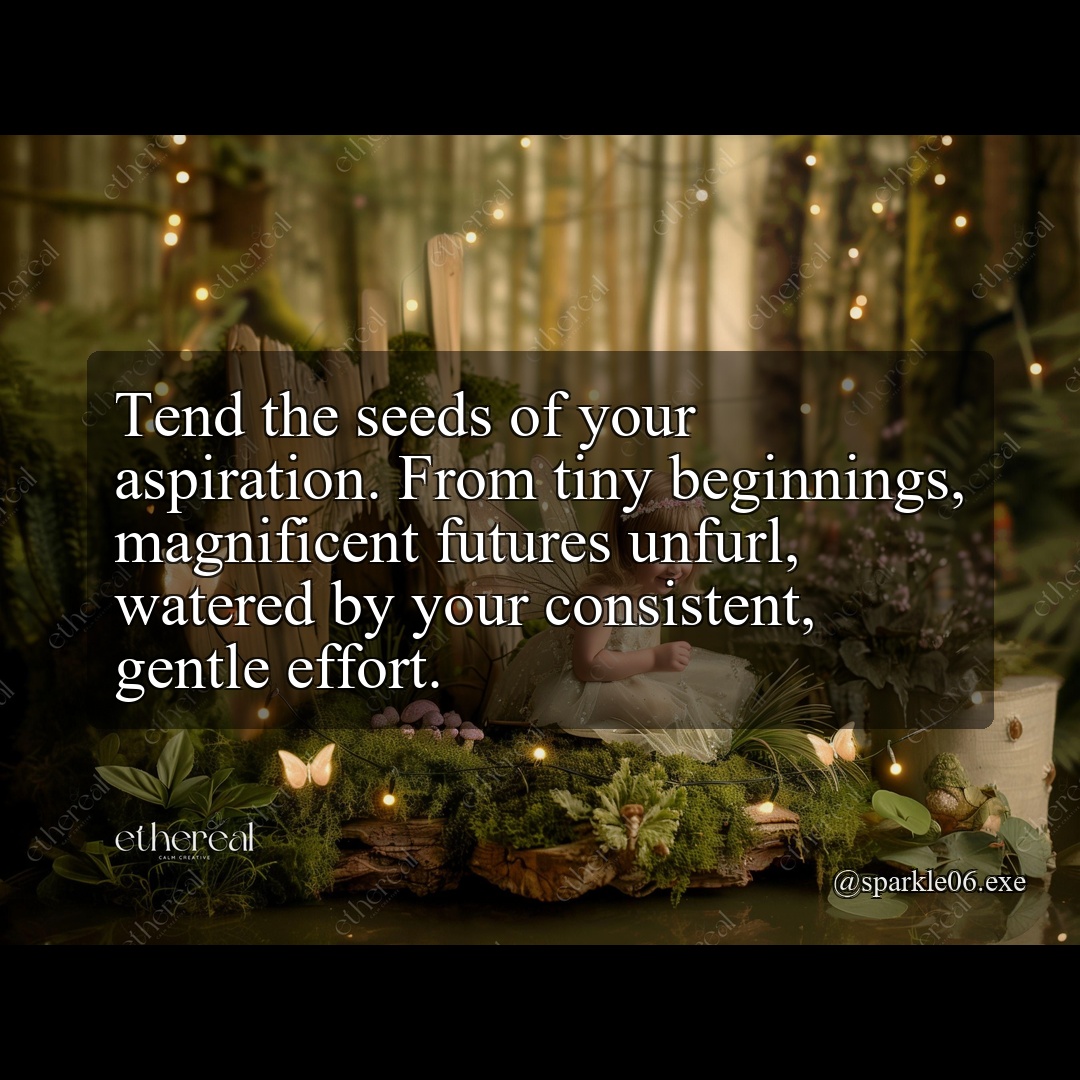 Tend the seeds of your
aspiration. From tiny beginnings,
magnificent futures unfurl,
watered by your consistent,
gentle effort.
ethereal
CALM CREATIVE
@sparkle06.exe